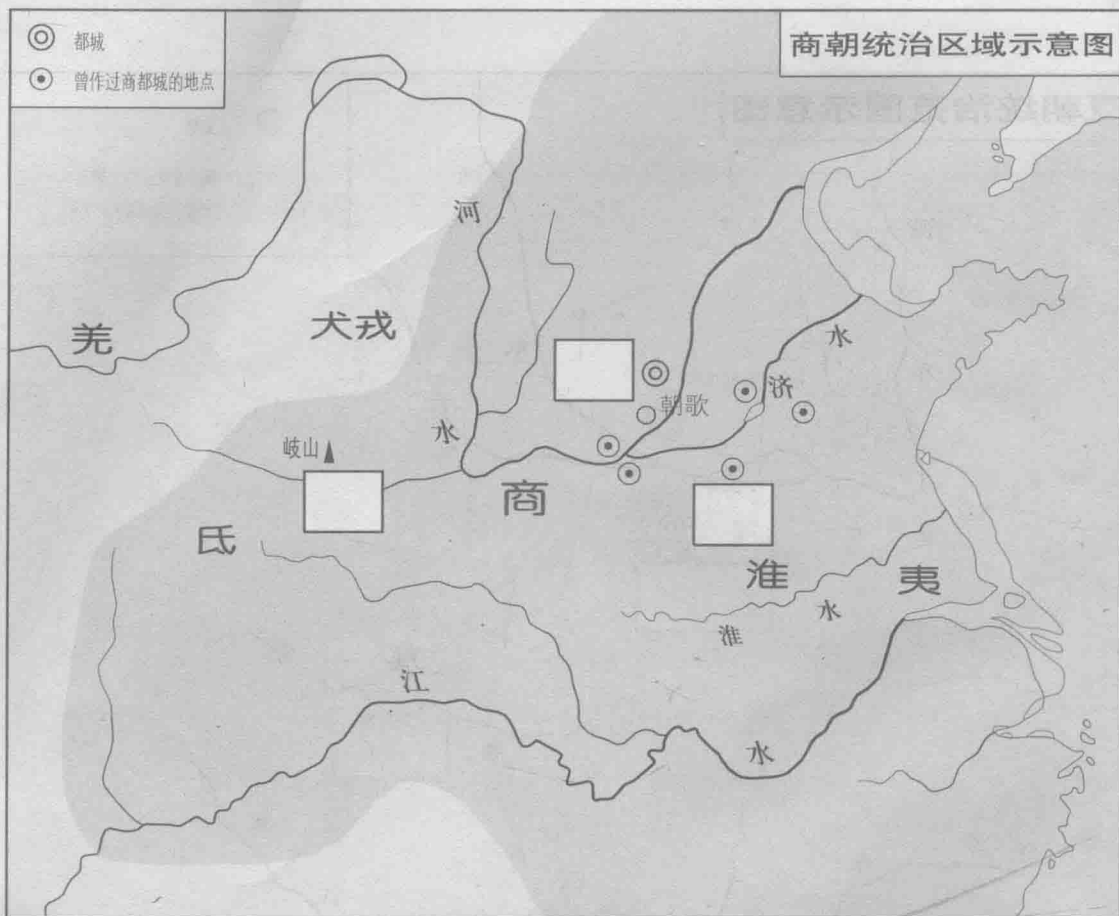 都城
曾作过商都城的地点
商朝统治区域示意图
河
羌
犬戎
水
济
朝歌
水
岐山
商
氐
淮
夷
水
淮
江
水